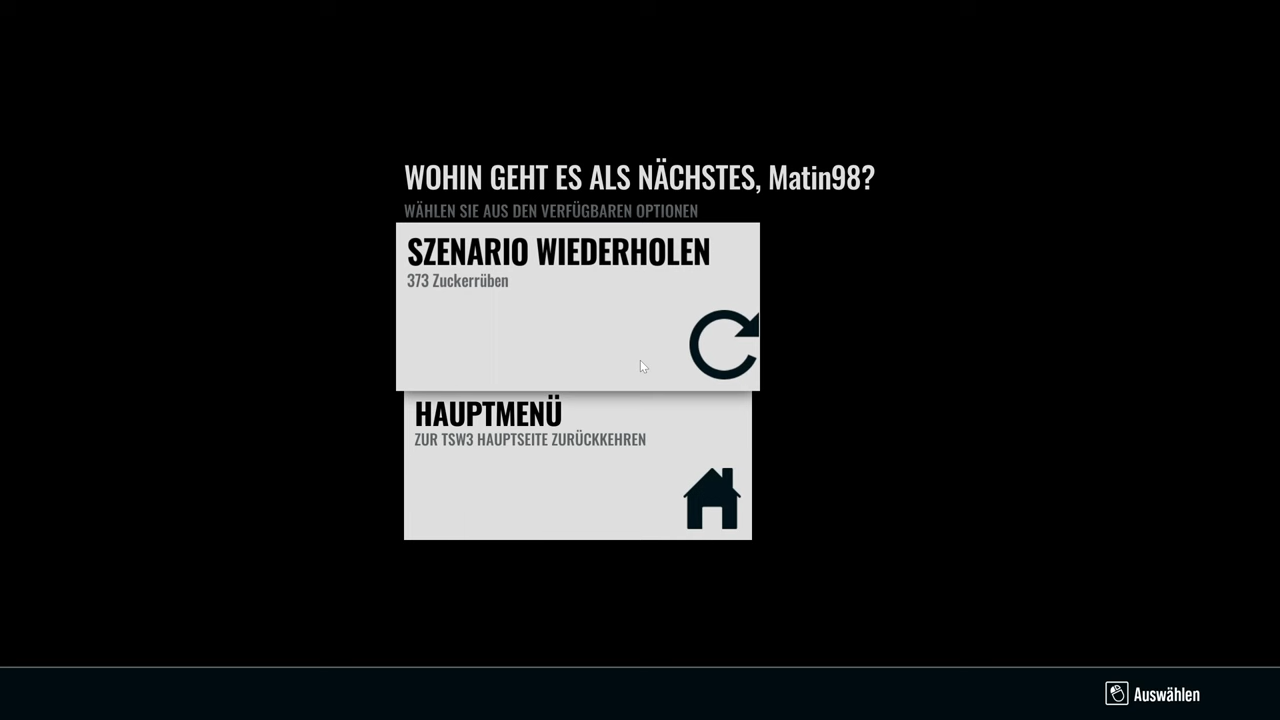 WOHIN GEHT ES ALS NÄCHSTES, Matin98?
WÄHLEN SIE AUS DEN VERFÜGBAREN OPTIONEN
SZENARIO WIEDERHOLEN
373 Zuckerrüben
HAUPTMENÜ
ZUR TSW3 HAUPTSEITE ZURÜCKKEHREN
Auswählen